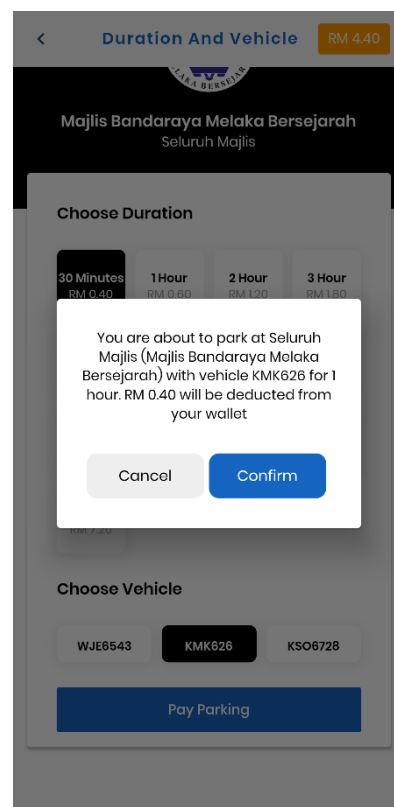 Duration And Vehicle
RM 4.40
BERSEJAR
Majlis Bandaraya Melaka Bersejarah
Seluruh Majlis
Choose Duration
30 Minutes 1 Hour 2 Hour 3 Hour
RM 0.40 RM 0.60 RM 1.20 RM 1.80
You are about to park at Seluruh
Majlis (Majlis Bandaraya Melaka
Bersejarah) with vehicle KMK626 for 1
hour. RM 0.40 will be deducted from
your wallet
Cancel Confirm
RM 7.20
Choose Vehicle
WJE6543 KMK626 KSO6728
Pay Parking